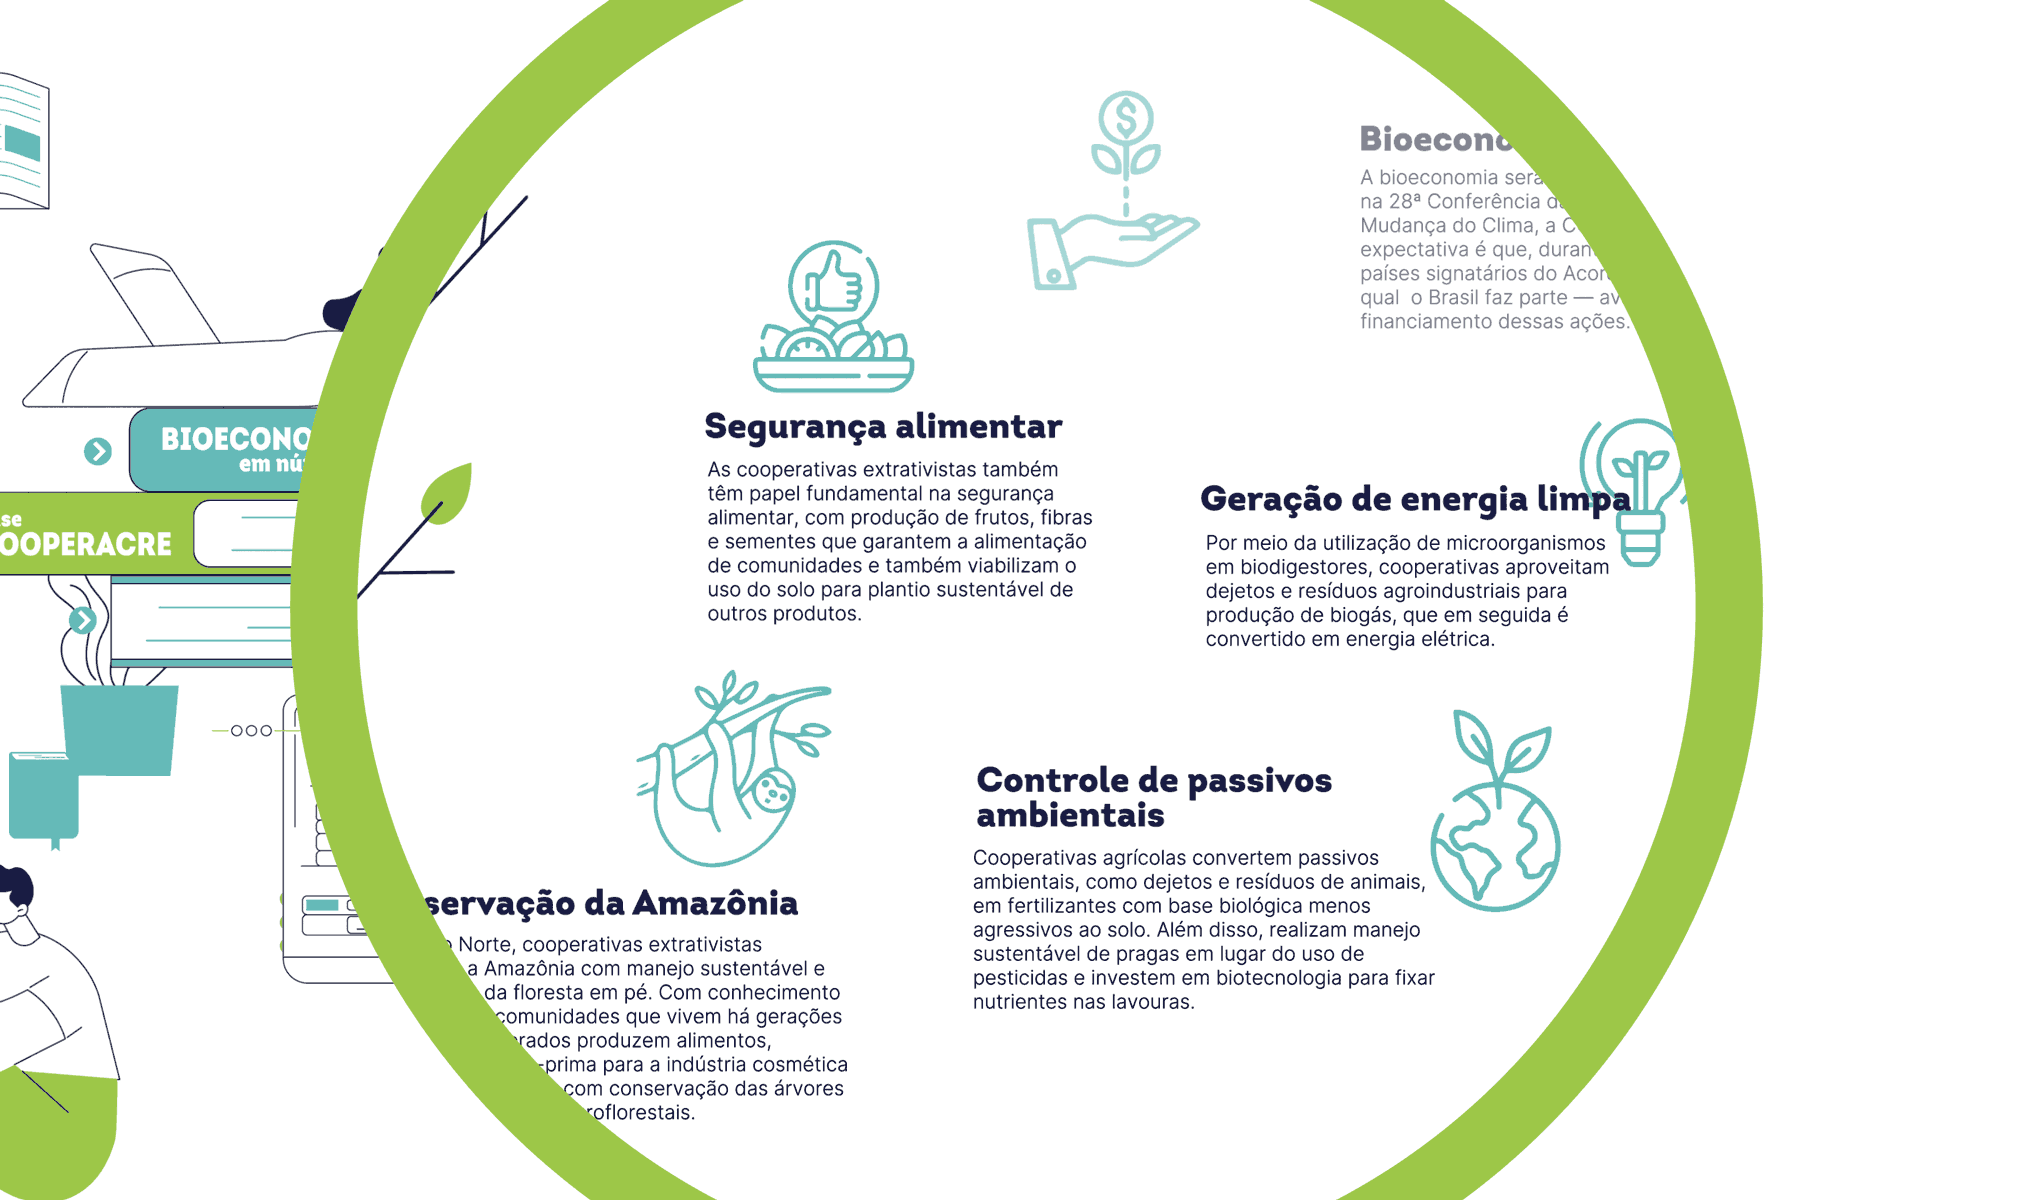 BIOECONO
em nú
se
OOPERACRE
Bioecono
A bioeconomia será
na 28ª Conferência d
Mudança do Clima, a C
expectativa é que, duran
países signatários do Acor
qual o Brasil faz parte — av
financiamento dessas ações.
Segurança alimentar
As cooperativas extrativistas também
têm papel fundamental na segurança
alimentar, com produção de frutos, fibras
e sementes que garantem a alimentação
de comunidades e também viabilizam o
uso do solo para plantio sustentável de
outros produtos.
Geração de energia limpa
Por meio da utilização de microorganismos
em biodigestores, cooperativas aproveitam
dejetos e resíduos agroindustriais para
produção de biogás, que em seguida é
convertido em energia elétrica.
servação da Amazônia
o Norte, cooperativas extrativistas
a Amazônia com manejo sustentável e
da floresta em pé. Com conhecimento
comunidades que vivem há gerações
rados produzem alimentos,
-prima para a indústria cosmética
com conservação das árvores
roflorestais.
Controle de passivos
ambientais
Cooperativas agrícolas convertem passivos
ambientais, como dejetos e resíduos de animais,
em fertilizantes com base biológica menos
agressivos ao solo. Além disso, realizam manejo
sustentável de pragas em lugar do uso de
pesticidas e investem em biotecnologia para fixar
nutrientes nas lavouras.